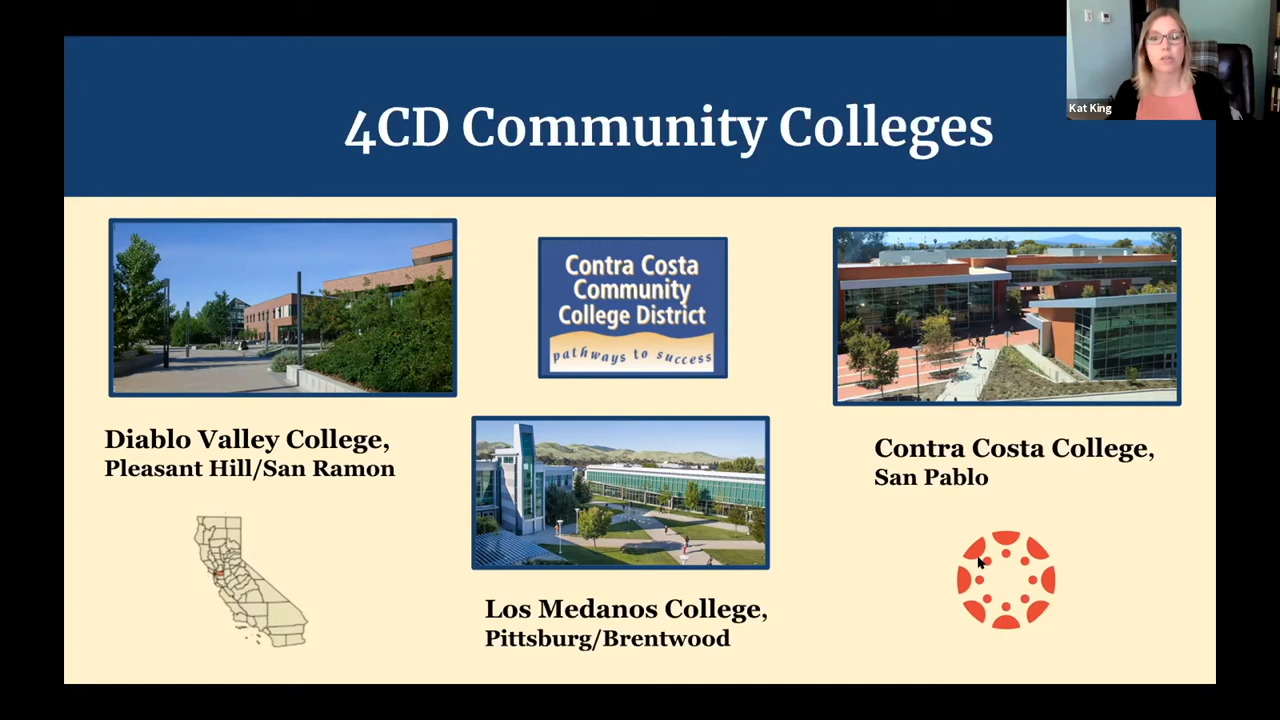 Kat King
4CD Community Colleges
Contra Costa
Community
College District
pathways to success
Diablo Valley College,
Pleasant Hill/San Ramon
Contra Costa College,
San Pablo
Los Medanos College,
Pittsburg/Brentwood